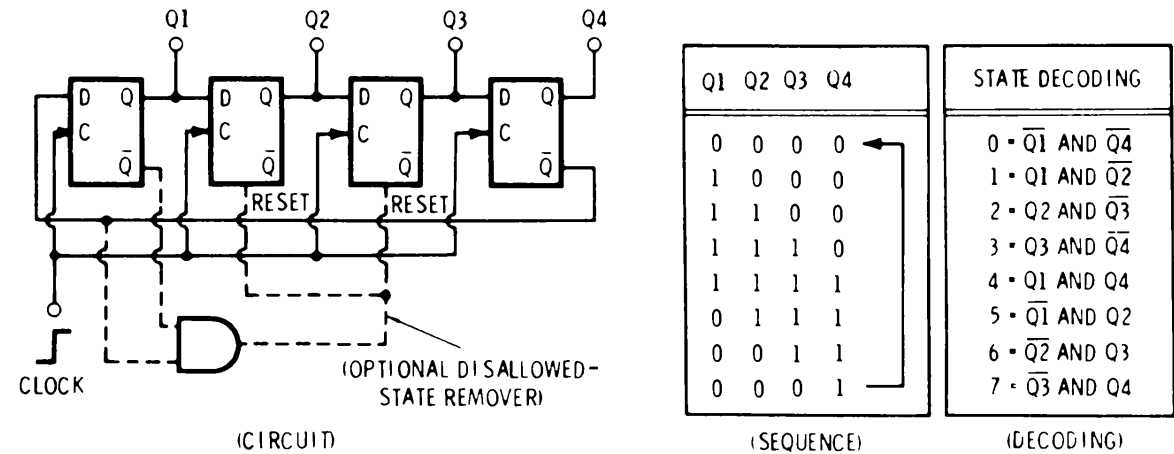 Q1 Q2 Q3 Q4
D Q D Q D Q D Q
C C C C
Q̅ Q̅ Q̅ Q̅
RESET RESET
CLOCK
(OPTIONAL DISALLOWED-
STATE REMOVER)
(CIRCUIT)
Q1 Q2 Q3 Q4
0 0 0 0
1 0 0 0
1 1 0 0
1 1 1 0
1 1 1 1
0 1 1 1
0 0 1 1
0 0 0 1
(SEQUENCE)
STATE DECODING
0 = Q̅1̅ AND Q̅4̅
1 = Q1 AND Q̅2̅
2 = Q2 AND Q̅3̅
3 = Q3 AND Q̅4̅
4 = Q1 AND Q4
5 = Q̅1̅ AND Q2
6 = Q̅2̅ AND Q3
7 = Q̅3̅ AND Q4
(DECODING)